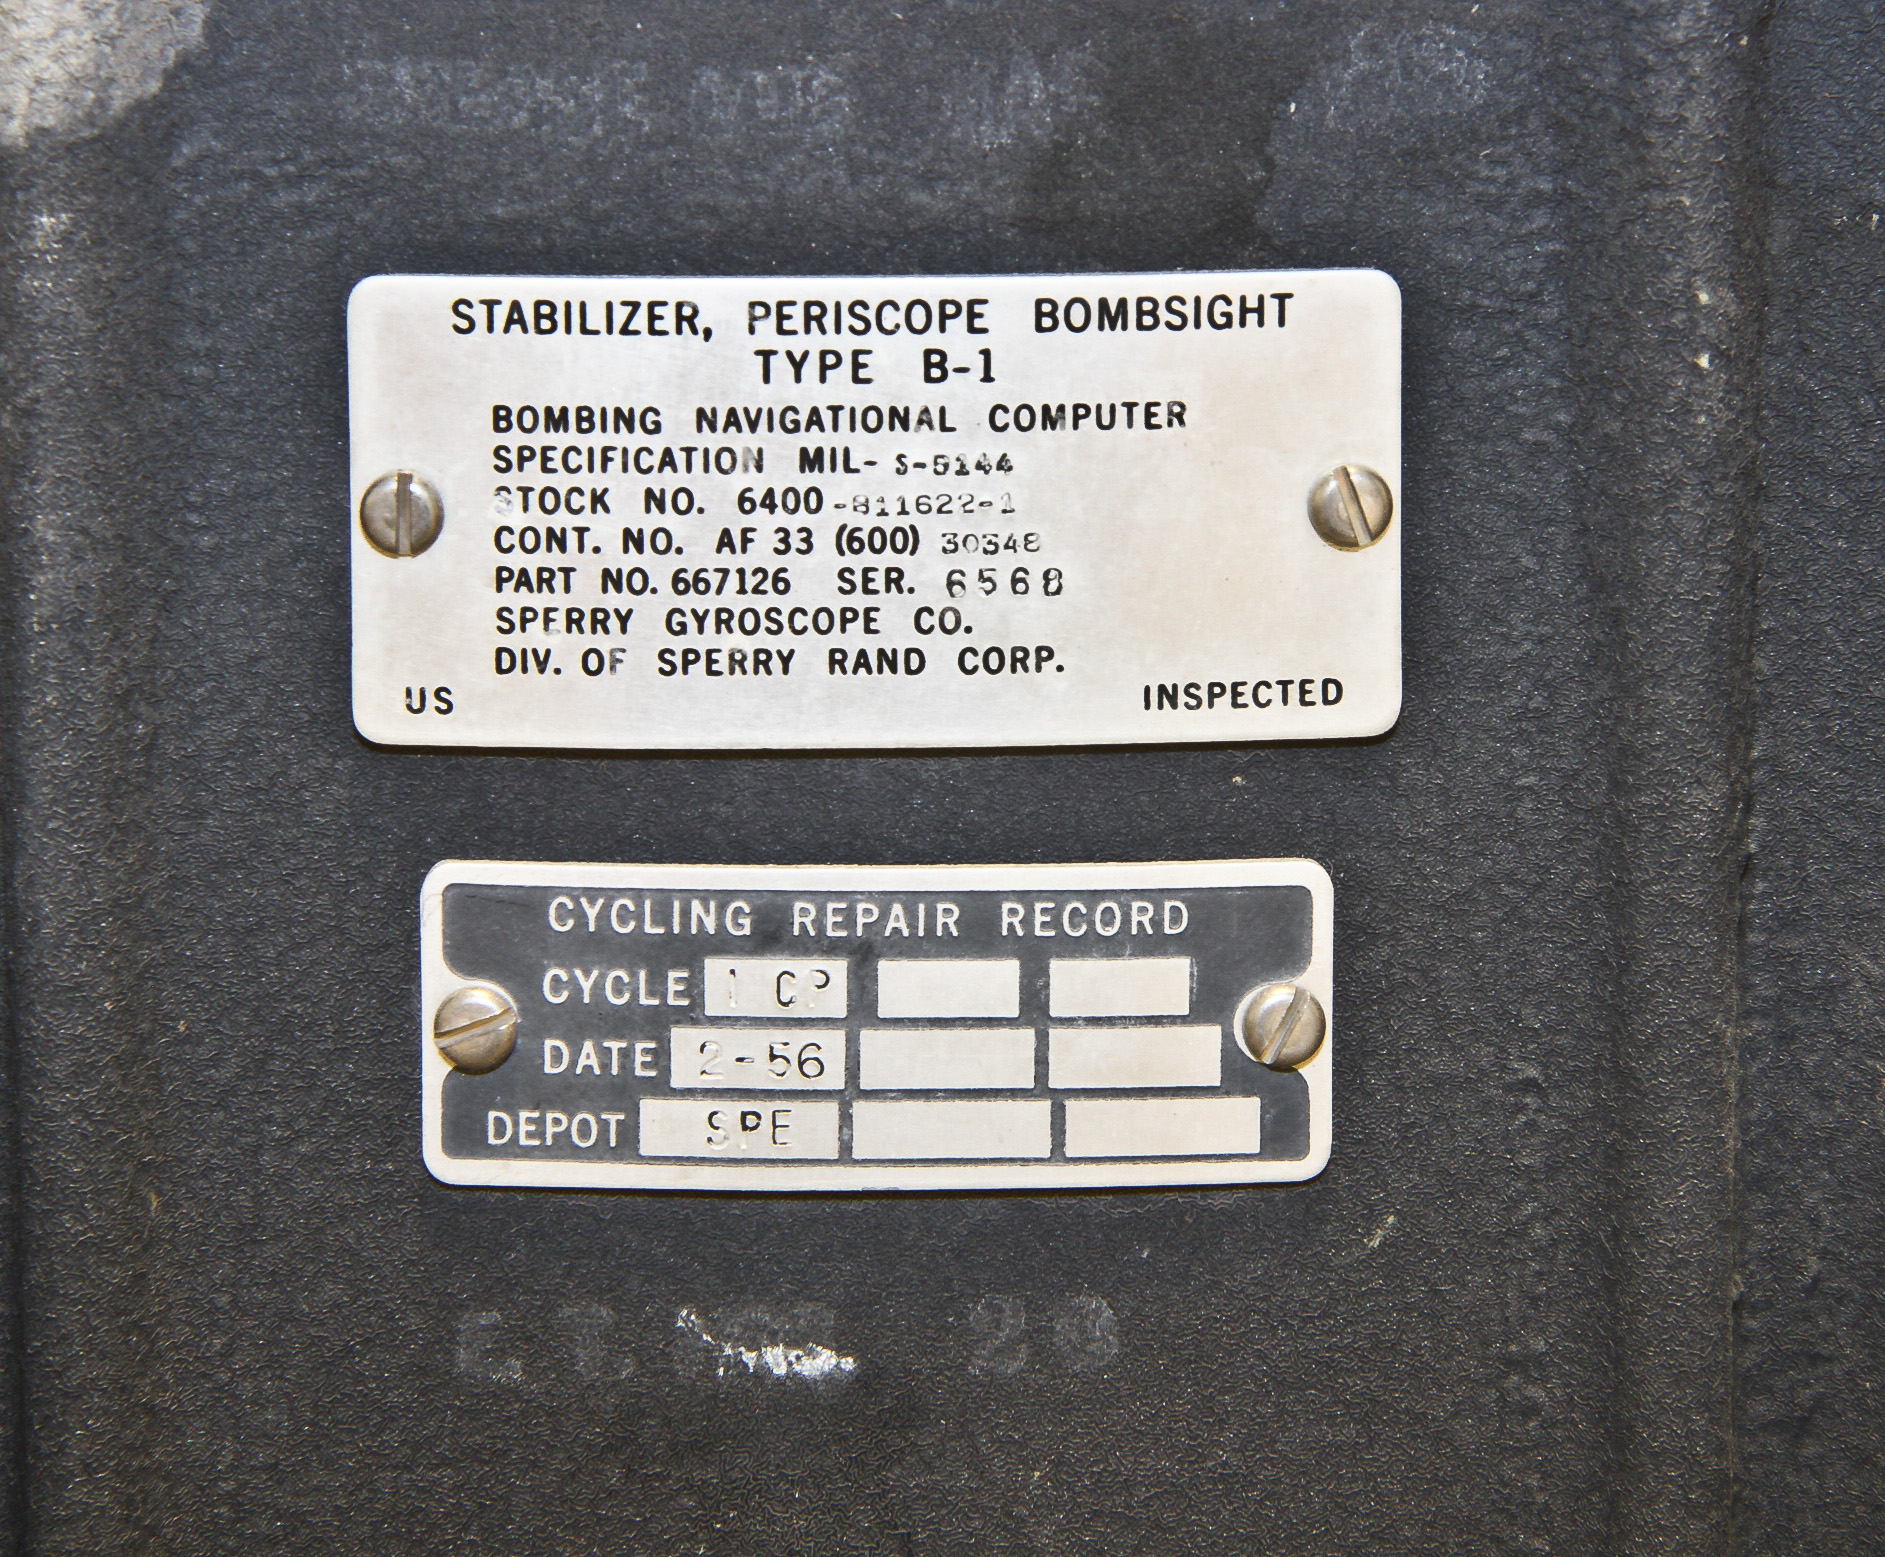 STABILIZER, PERISCOPE BOMBSIGHT
TYPE B-1
BOMBING NAVIGATIONAL COMPUTER
SPECIFICATION MIL- S-5144
STOCK NO. 6400-811622-1
CONT. NO. AF 33 (600) 30348
PART NO. 667126 SER. 6568
SPERRY GYROSCOPE CO.
DIV. OF SPERRY RAND CORP.
US INSPECTED
CYCLING REPAIR RECORD
CYCLE 1 CP
DATE 2-56
DEPOT SPE